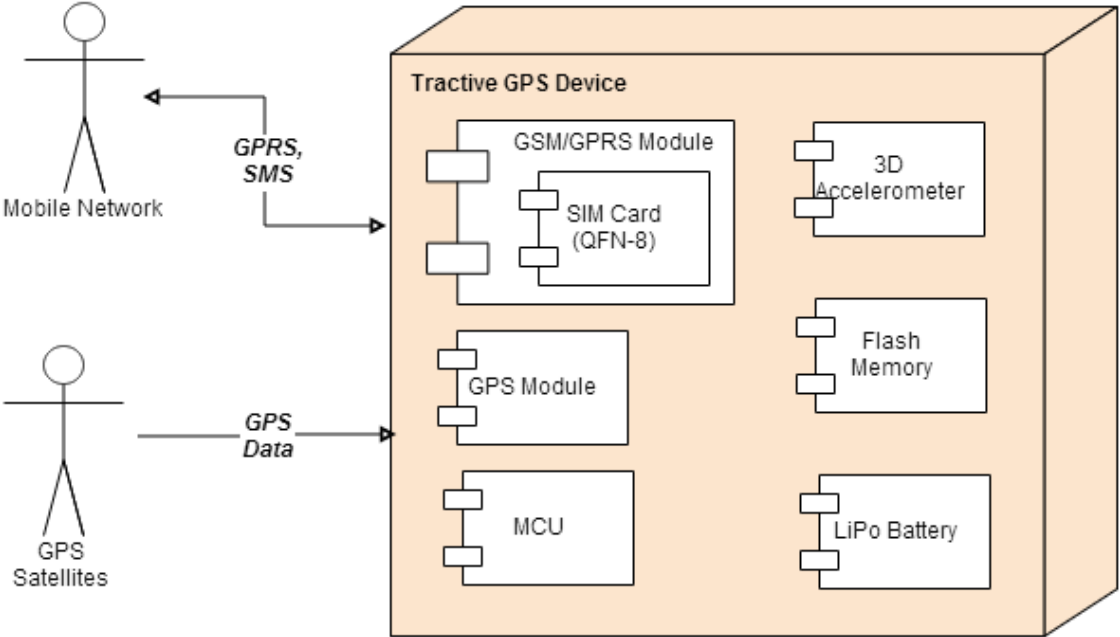 Mobile Network
GPRS,
SMS
GPS
Satellites
GPS
Data
Tractive GPS Device
GSM/GPRS Module
SIM Card
(QFN-8)
GPS Module
MCU
3D
Accelerometer
Flash
Memory
LiPo Battery